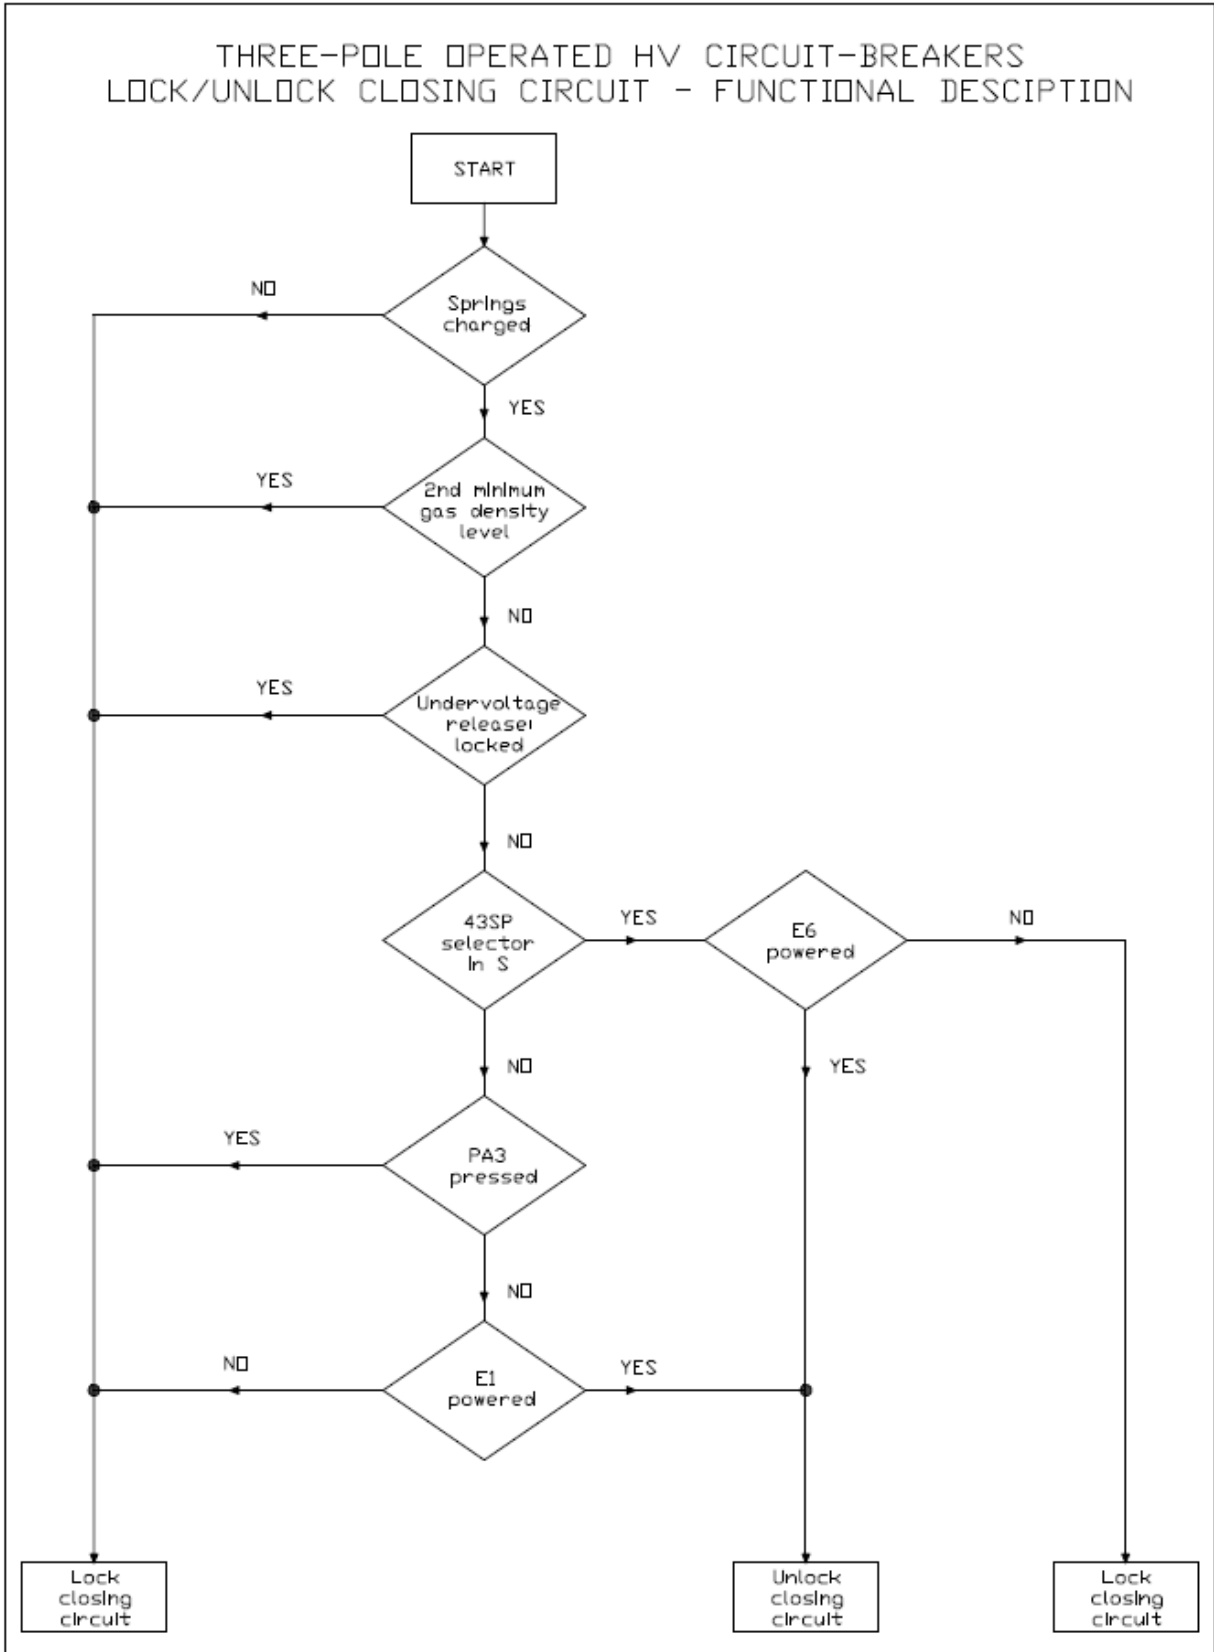 THREE-POLE OPERATED HV CIRCUIT-BREAKERS
LOCK/UNLOCK CLOSING CIRCUIT - FUNCTIONAL DESCIPTION
START
NO
Springs
charged
YES
YES
2nd minimum
gas density
level
NO
YES
Undervoltage
release:
locked
NO
43SP
selector
in S
YES
E6
powered
NO
NO
YES
YES
PA3
pressed
NO
NO
E1
powered
YES
Lock
closing
circuit
Unlock
closing
circuit
Lock
closing
circuit